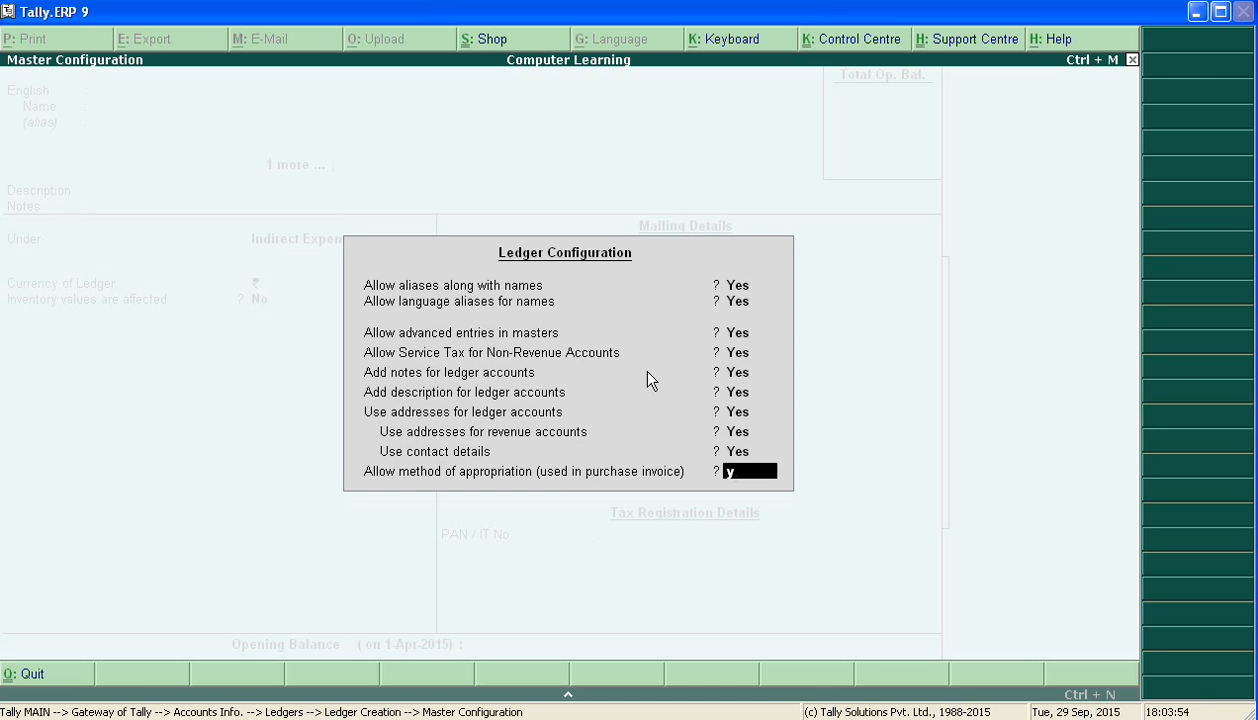 Tally.ERP 9
P: Print E: Export M: E-Mail O: Upload S: Shop G: Language K: Keyboard K: Control Centre H: Support Centre H: Help
Master Configuration Computer Learning Ctrl + M
Total Op. Bal.
English :
Name :
(alias) :
1 more ...
Description
Notes
Mailing Details
Under Indirect Expen
Currency of Ledger ₹
Inventory values are affected ? No
Ledger Configuration
Allow aliases along with names ? Yes
Allow language aliases for names ? Yes
Allow advanced entries in masters ? Yes
Allow Service Tax for Non-Revenue Accounts ? Yes
Add notes for ledger accounts ? Yes
Add description for ledger accounts ? Yes
Use addresses for ledger accounts ? Yes
Use addresses for revenue accounts ? Yes
Use contact details ? Yes
Allow method of appropriation (used in purchase invoice) ? y
Tax Registration Details
PAN / IT No.
Opening Balance ( on 1-Apr-2015) :
Q: Quit
Ctrl + N
Tally MAIN --> Gateway of Tally --> Accounts Info. --> Ledgers --> Ledger Creation --> Master Configuration (c) Tally Solutions Pvt. Ltd., 1988-2015 Tue, 29 Sep, 2015 18:03:54